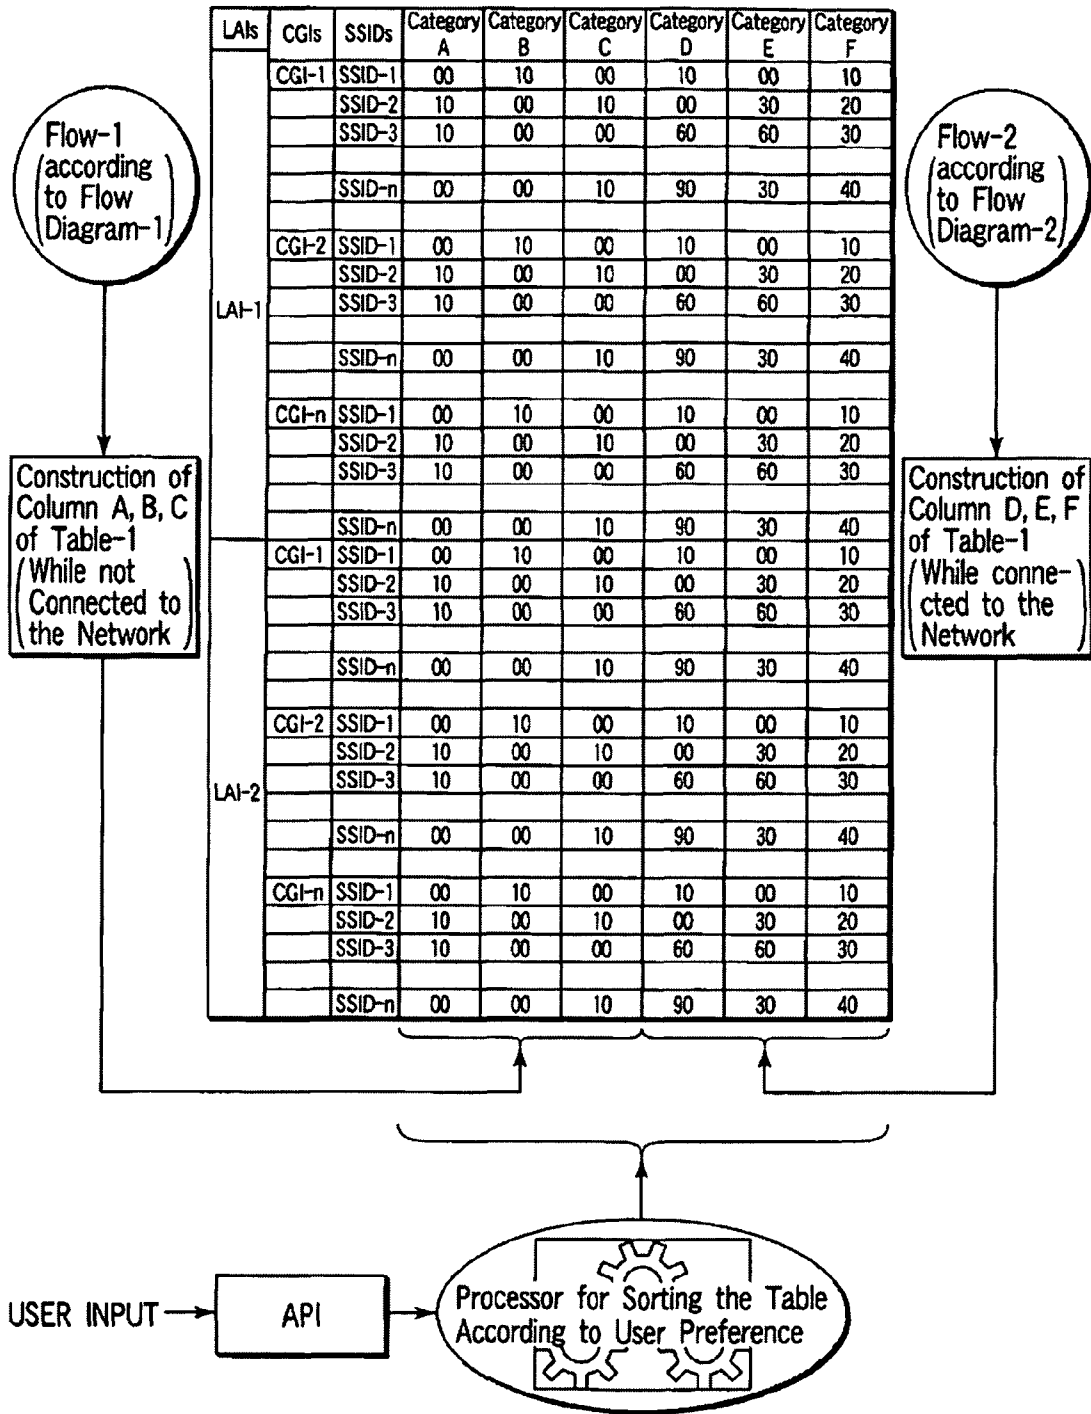 LAIs CGIs SSIDs Category A Category B Category C Category D Category E Category F
CGI-1 SSID-1 00 10 00 10 00 10
SSID-2 10 00 10 00 30 20
SSID-3 10 00 00 60 60 30
SSID-n 00 00 10 90 30 40
CGI-2 SSID-1 00 10 00 10 00 10
SSID-2 10 00 10 00 30 20
LAI-1 SSID-3 10 00 00 60 60 30
SSID-n 00 00 10 90 30 40
CGI-n SSID-1 00 10 00 10 00 10
SSID-2 10 00 10 00 30 20
SSID-3 10 00 00 60 60 30
SSID-n 00 00 10 90 30 40
CGI-1 SSID-1 00 10 00 10 00 10
SSID-2 10 00 10 00 30 20
SSID-3 10 00 00 60 60 30
SSID-n 00 00 10 90 30 40
CGI-2 SSID-1 00 10 00 10 00 10
SSID-2 10 00 10 00 30 20
LAI-2 SSID-3 10 00 00 60 60 30
SSID-n 00 00 10 90 30 40
CGI-n SSID-1 00 10 00 10 00 10
SSID-2 10 00 10 00 30 20
SSID-3 10 00 00 60 60 30
SSID-n 00 00 10 90 30 40
Flow-1
(according
to Flow
Diagram-1)
Construction of
Column A, B, C
of Table-1
(While not
Connected to
the Network)
Flow-2
(according
to Flow
Diagram-2)
Construction of
Column D, E, F
of Table-1
(While conne-
cted to the
Network)
USER INPUT
API
Processor for Sorting the Table
According to User Preference